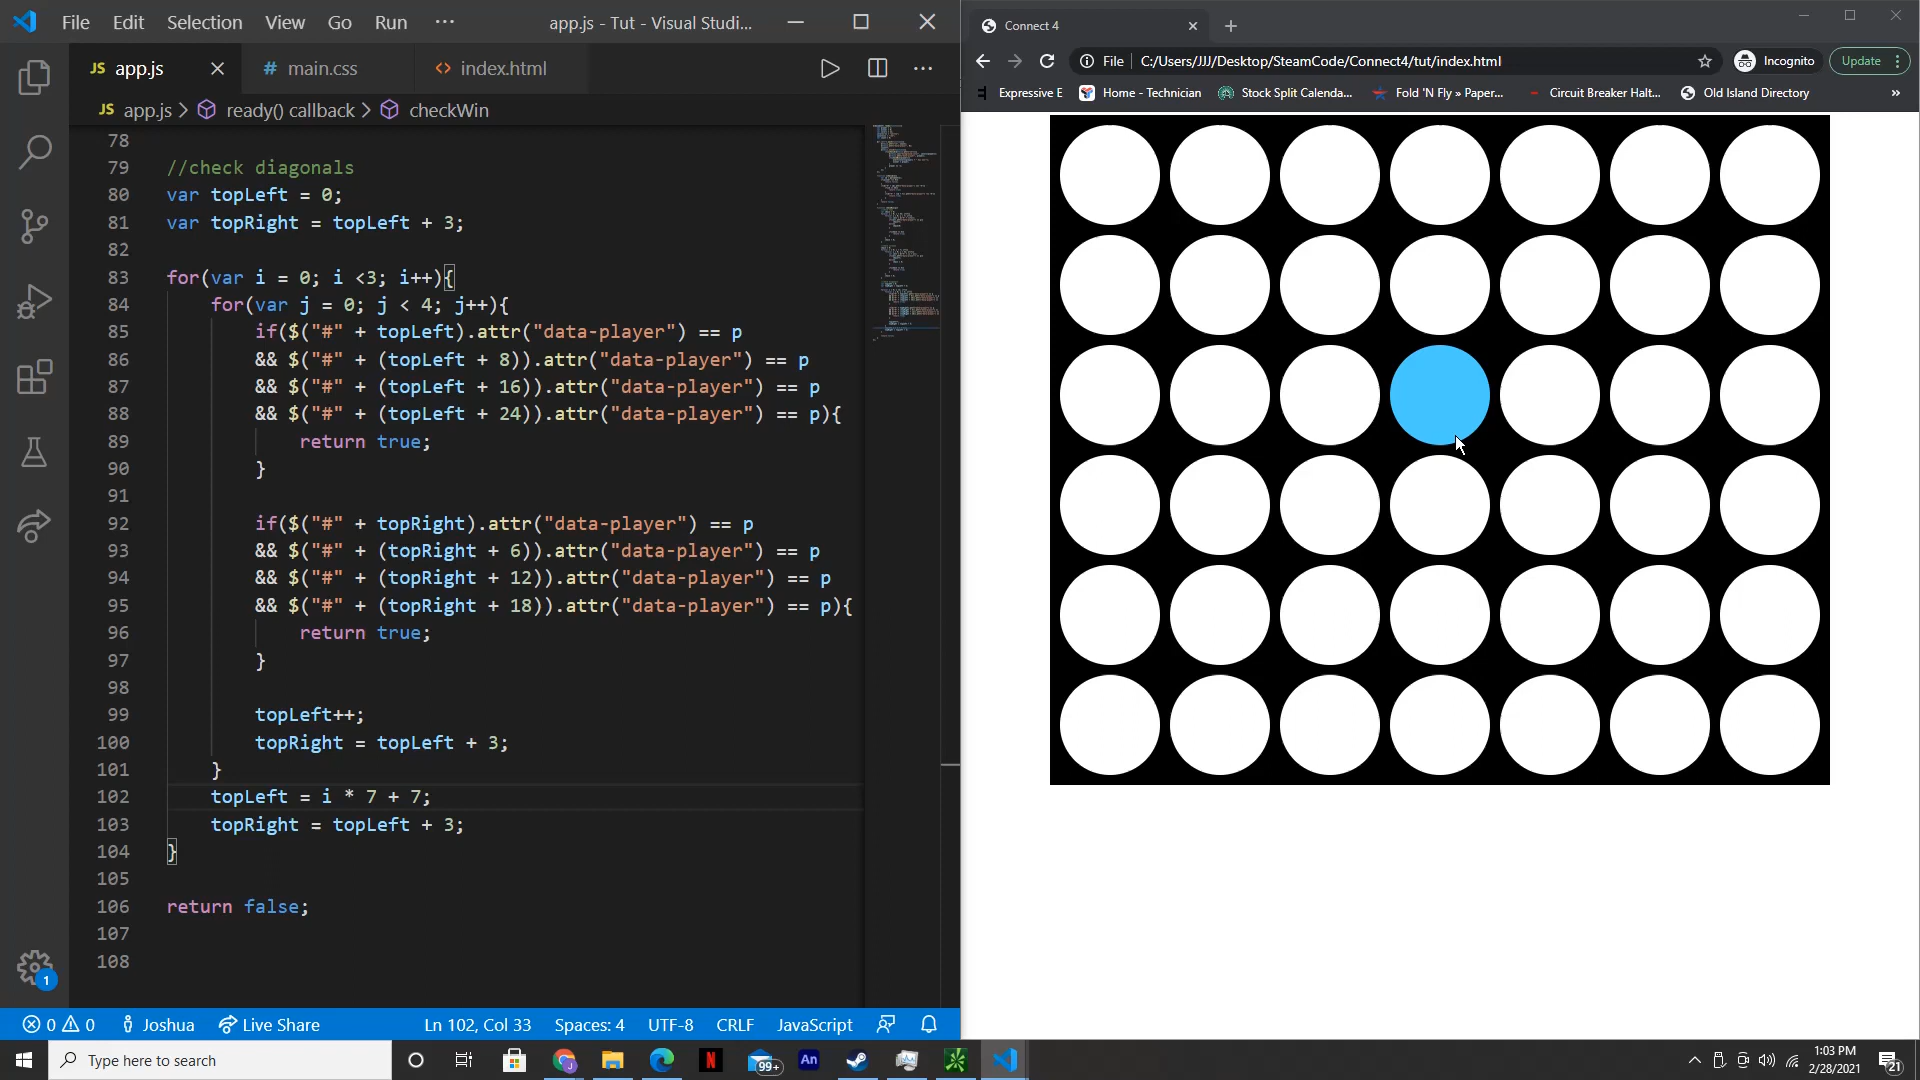 File Edit Selection View Go Run ··· app.js - Tut - Visual Studi...
JS app.js # main.css <> index.html
JS app.js > ready() callback > checkWin
78
79 //check diagonals
80 var topLeft = 0;
81 var topRight = topLeft + 3;
82
83 for(var i = 0; i <3; i++){
84 for(var j = 0; j < 4; j++){
85 if($("#" + topLeft).attr("data-player") == p
86 && $("#" + (topLeft + 8)).attr("data-player") == p
87 && $("#" + (topLeft + 16)).attr("data-player") == p
88 && $("#" + (topLeft + 24)).attr("data-player") == p){
89 return true;
90 }
91
92 if($("#" + topRight).attr("data-player") == p
93 && $("#" + (topRight + 6)).attr("data-player") == p
94 && $("#" + (topRight + 12)).attr("data-player") == p
95 && $("#" + (topRight + 18)).attr("data-player") == p){
96 return true;
97 }
98
99 topLeft++;
100 topRight = topLeft + 3;
101 }
102 topLeft = i * 7 + 7;
103 topRight = topLeft + 3;
104 }
105
106 return false;
107
108
1
0 0 Joshua Live Share Ln 102, Col 33 Spaces: 4 UTF-8 CRLF JavaScript
Connect 4
File C:/Users/JJJ/Desktop/SteamCode/Connect4/tut/index.html Incognito Update
Expressive E Home - Technician Stock Split Calenda... Fold 'N Fly » Paper... Circuit Breaker Halt... Old Island Directory »
Type here to search 99+ An 1:03 PM
2/28/2021 21